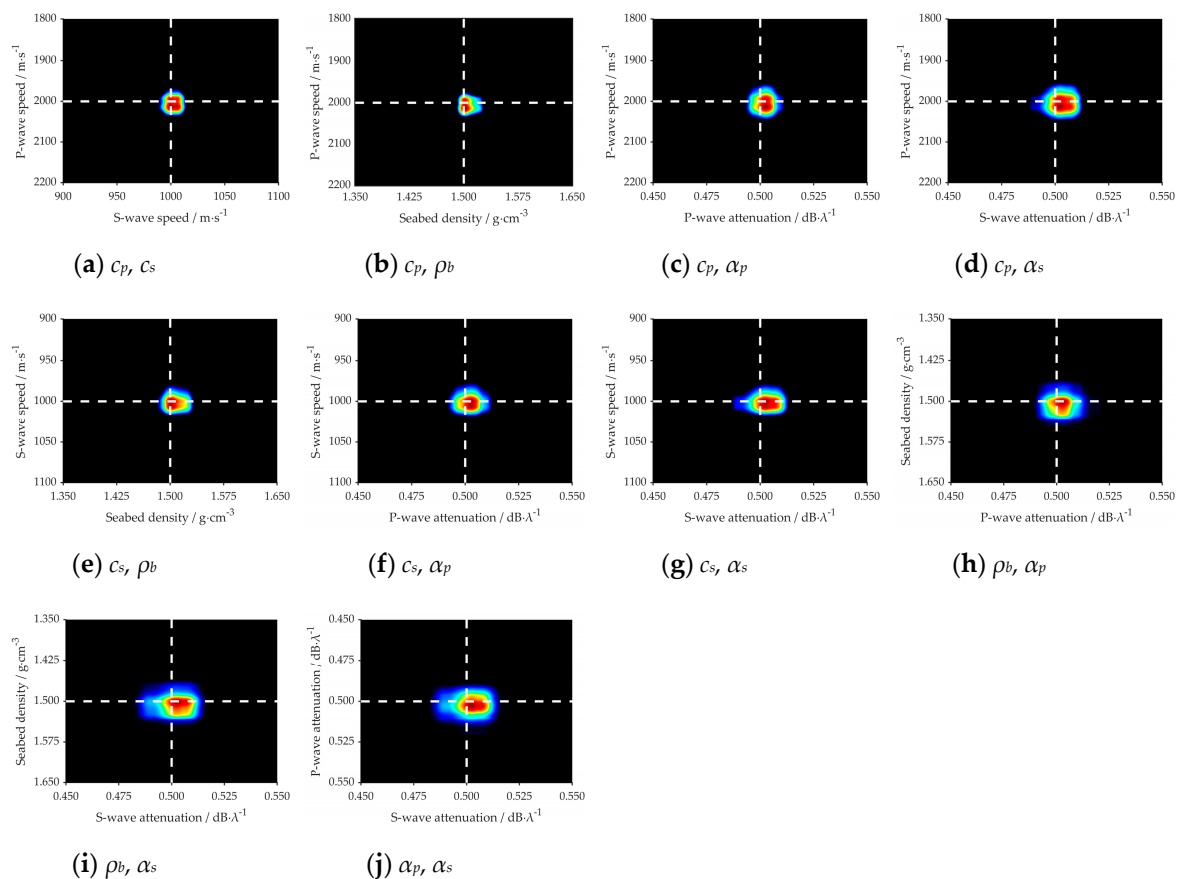 1800
1900
2000
2100
2200
P-wave speed / m·s⁻¹
900 950 1000 1050 1100
S-wave speed / m·s⁻¹
(a) cp, cs
1800
1900
2000
2100
2200
P-wave speed / m·s⁻¹
1.350 1.425 1.500 1.575 1.650
Seabed density / g·cm⁻³
(b) cp, ρb
1800
1900
2000
2100
2200
P-wave speed / m·s⁻¹
0.450 0.475 0.500 0.525 0.550
P-wave attenuation / dB·λ⁻¹
(c) cp, αp
1800
1900
2000
2100
2200
P-wave speed / m·s⁻¹
0.450 0.475 0.500 0.525 0.550
S-wave attenuation / dB·λ⁻¹
(d) cp, αs
900
950
1000
1050
1100
S-wave speed / m·s⁻¹
1.350 1.425 1.500 1.575 1.650
Seabed density / g·cm⁻³
(e) cs, ρb
900
950
1000
1050
1100
S-wave speed / m·s⁻¹
0.450 0.475 0.500 0.525 0.550
P-wave attenuation / dB·λ⁻¹
(f) cs, αp
900
950
1000
1050
1100
S-wave speed / m·s⁻¹
0.450 0.475 0.500 0.525 0.550
S-wave attenuation / dB·λ⁻¹
(g) cs, αs
1.350
1.425
1.500
1.575
1.650
Seabed density / g·cm⁻³
0.450 0.475 0.500 0.525 0.550
P-wave attenuation / dB·λ⁻¹
(h) ρb, αp
1.350
1.425
1.500
1.575
1.650
Seabed density / g·cm⁻³
0.450 0.475 0.500 0.525 0.550
S-wave attenuation / dB·λ⁻¹
(i) ρb, αs
0.450
0.475
0.500
0.525
0.550
P-wave attenuation / dB·λ⁻¹
0.450 0.475 0.500 0.525 0.550
S-wave attenuation / dB·λ⁻¹
(j) αp, αs